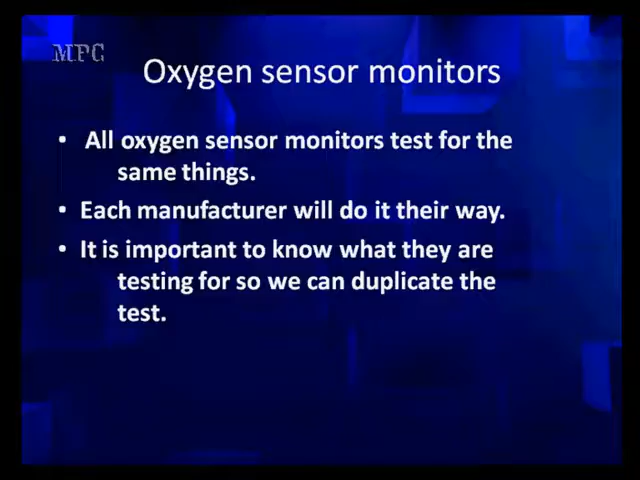 MPC
Oxygen sensor monitors
• All oxygen sensor monitors test for the
same things.
• Each manufacturer will do it their way.
• It is important to know what they are
testing for so we can duplicate the
test.